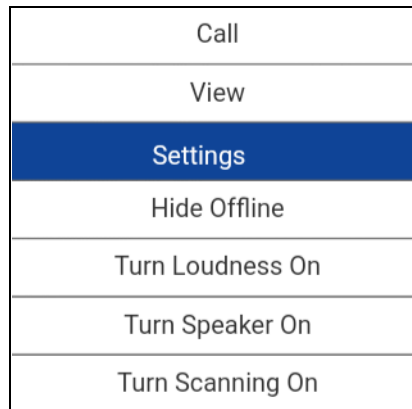 Call
View
Settings
Hide Offline
Turn Loudness On
Turn Speaker On
Turn Scanning On